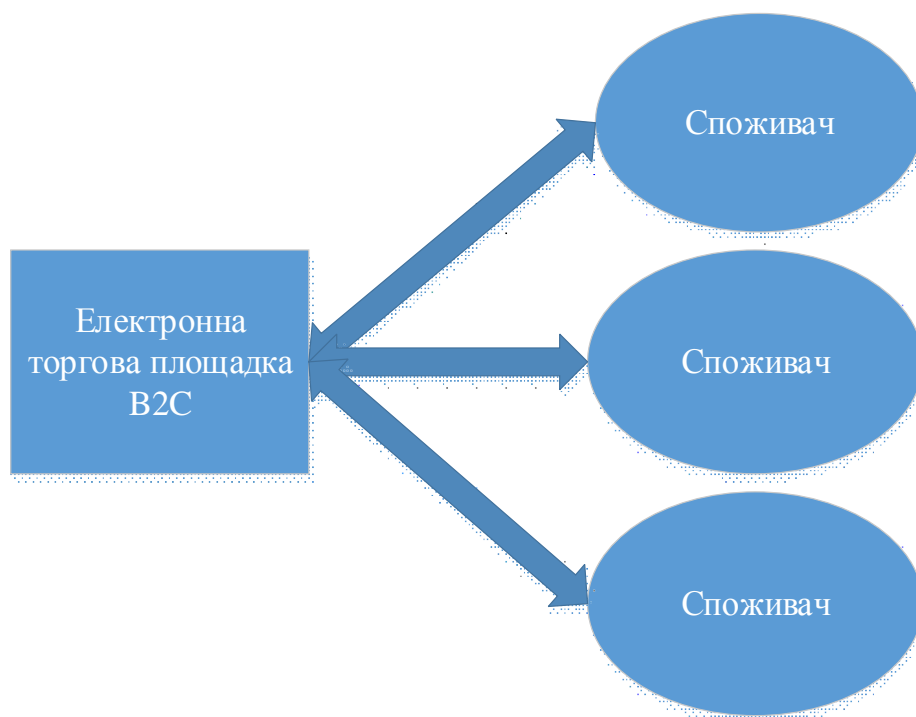 Споживач
Електронна
торгова площадка
B2C
Споживач
Споживач